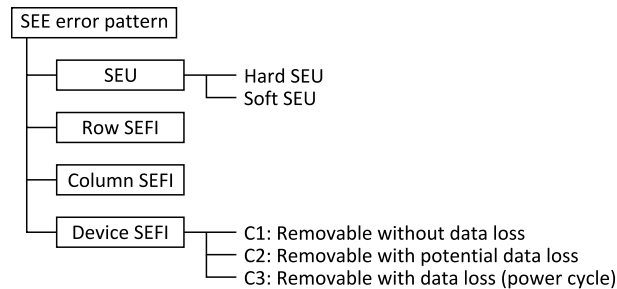 SEE error pattern
SEU
Hard SEU
Soft SEU
Row SEFI
Column SEFI
Device SEFI
C1: Removable without data loss
C2: Removable with potential data loss
C3: Removable with data loss (power cycle)